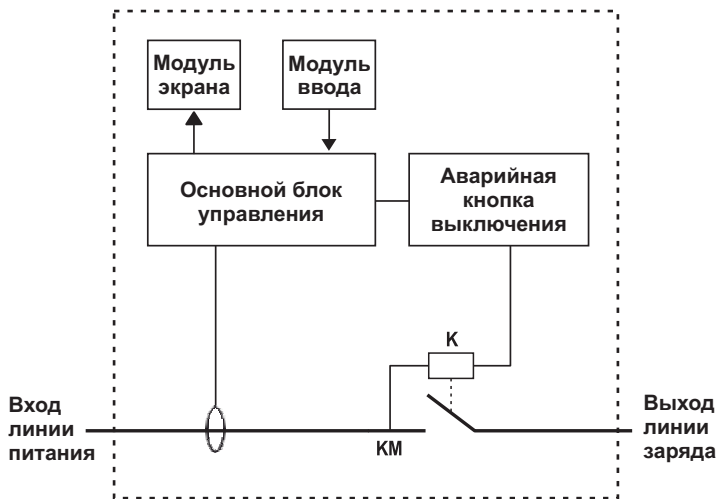 Модуль
экрана
Модуль
ввода
Основной блок
управления
Аварийная
кнопка
выключения
K
Вход
линии
питания
KM
Выход
линии
заряда